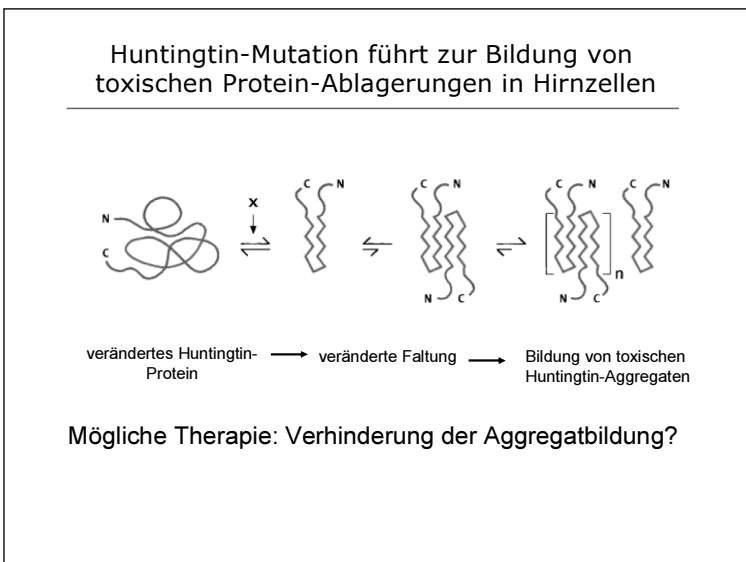 Huntingtin-Mutation führt zur Bildung von
toxischen Protein-Ablagerungen in Hirnzellen
C N C N C N C N
X
N
C
n
N C N C
verändertes Huntingtin-
Protein
veränderte Faltung
Bildung von toxischen
Huntingtin-Aggregaten
Mögliche Therapie: Verhinderung der Aggregatbildung?